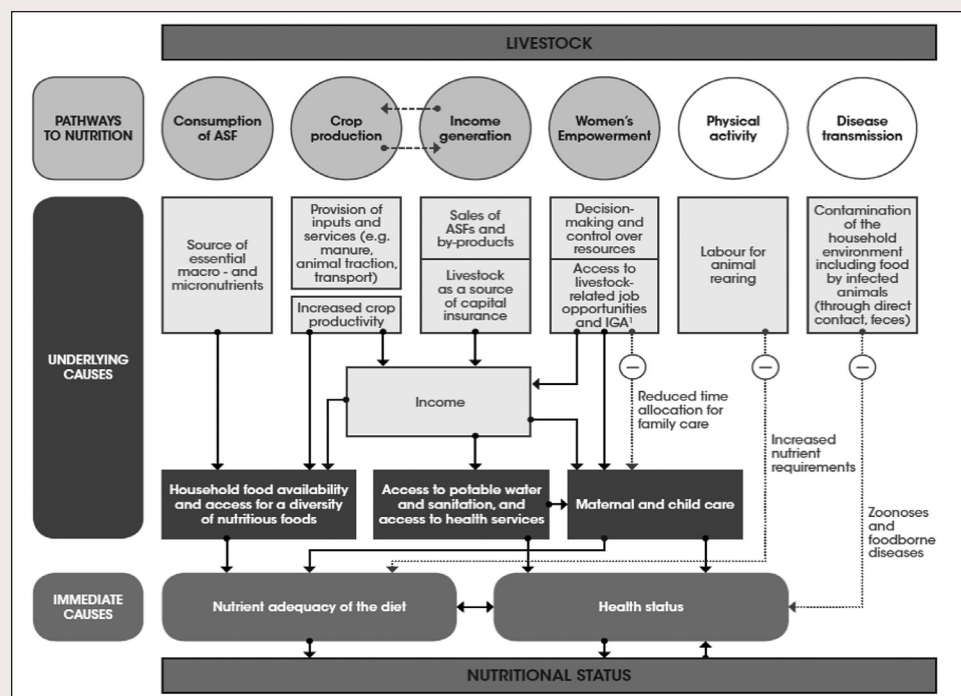 LIVESTOCK
PATHWAYS
TO NUTRITION
Consumption
of ASF
Crop
production
Income
generation
Women's
Empowerment
Physical
activity
Disease
transmission
UNDERLYING
CAUSES
Source of
essential
macro - and
micronutrients
Provision of
inputs and
services (e.g.
manure,
animal traction,
transport)
Increased crop
productivity
Sales of
ASFs and
by-products
Livestock
as a source
of capital
insurance
Decision-
making and
control over
resources
Access to
livestock-
related job
opportunities
and IGA¹
Labour for
animal
rearing
Contamination
of the
household
environment
including food
by infected
animals
(through direct
contact, feces)
Income
Reduced time
allocation for
family care
Increased
nutrient
requirements
Zoonoses
and
foodborne
diseases
Household food availability
and access for a diversity
of nutritious foods
Access to potable water
and sanitation, and
access to health services
Maternal and child care
IMMEDIATE
CAUSES
Nutrient adequacy of the diet
Health status
NUTRITIONAL STATUS